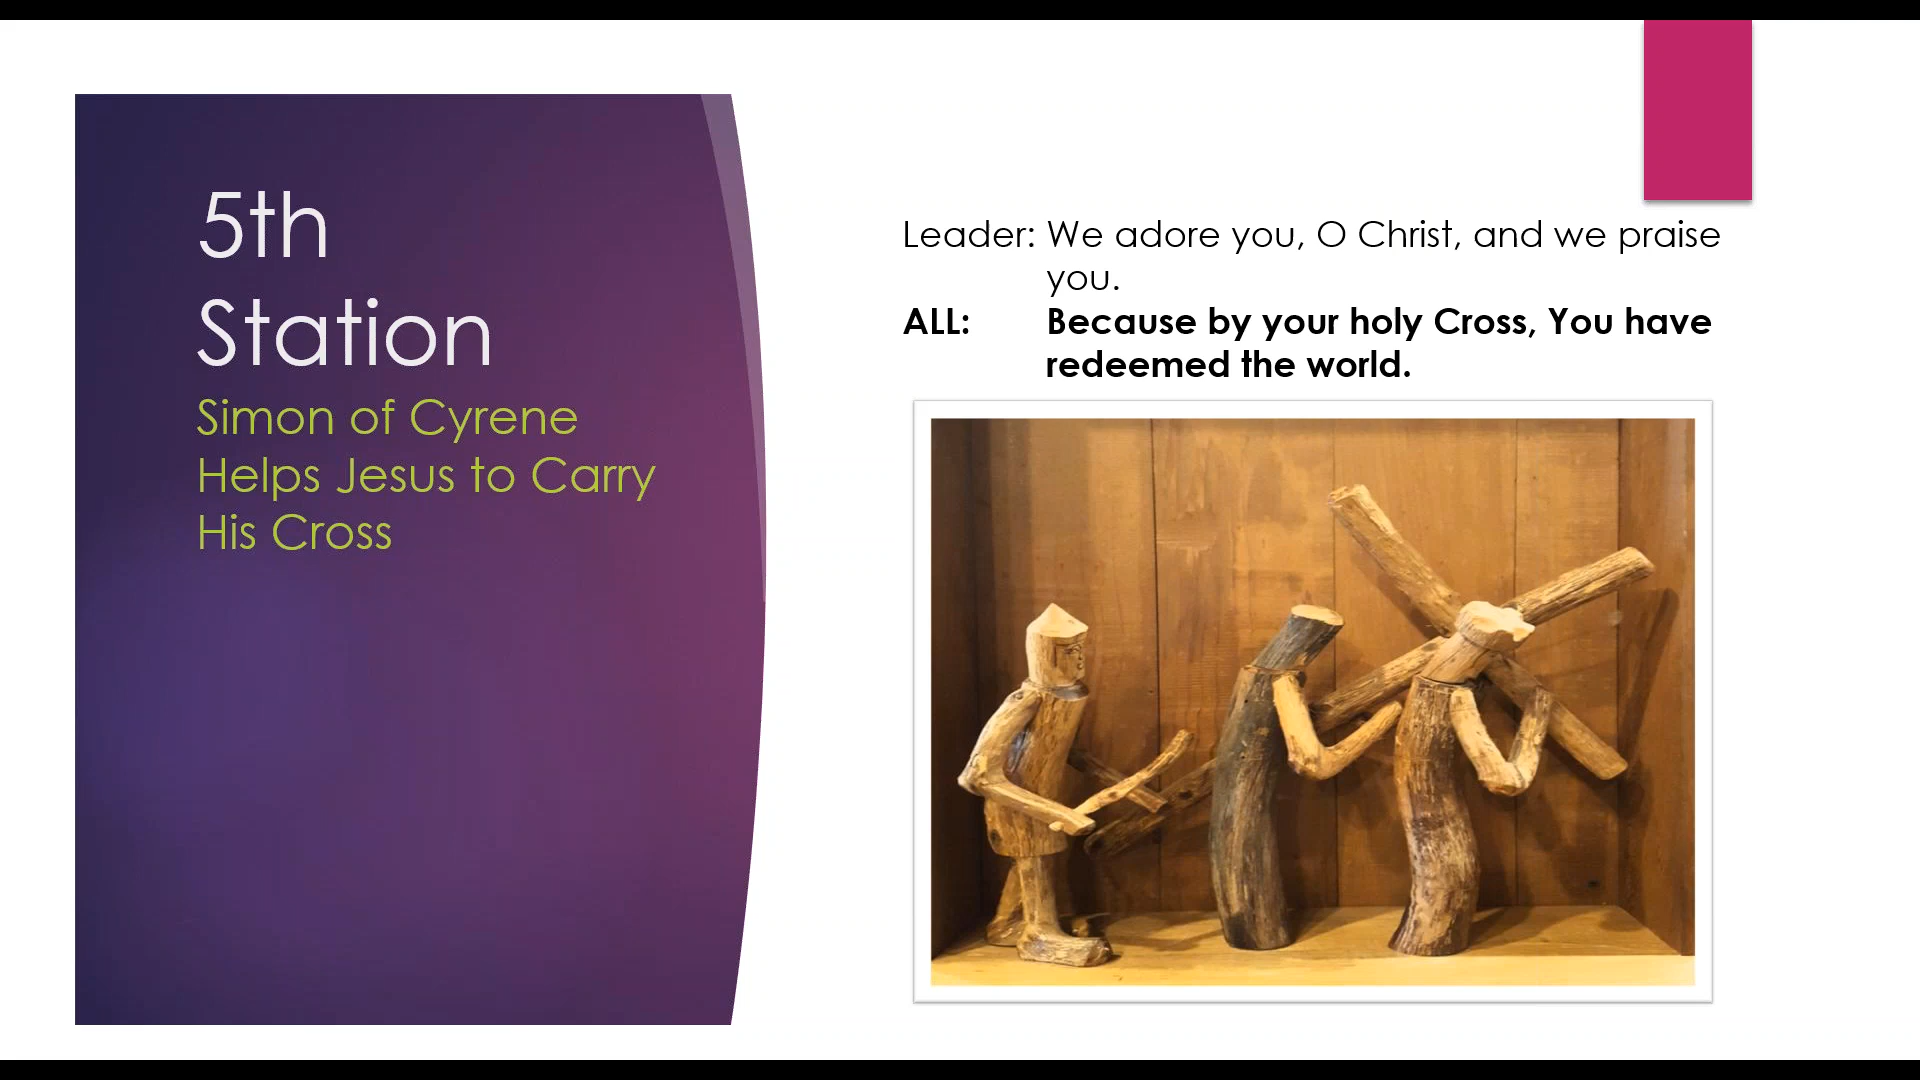 5th
Station
Simon of Cyrene
Helps Jesus to Carry
His Cross
Leader: We adore you, O Christ, and we praise
you.
ALL: Because by your holy Cross, You have
redeemed the world.